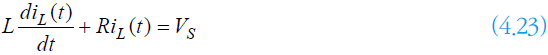 L di_L(t)/dt + Ri_L(t) = V_S (4.23)